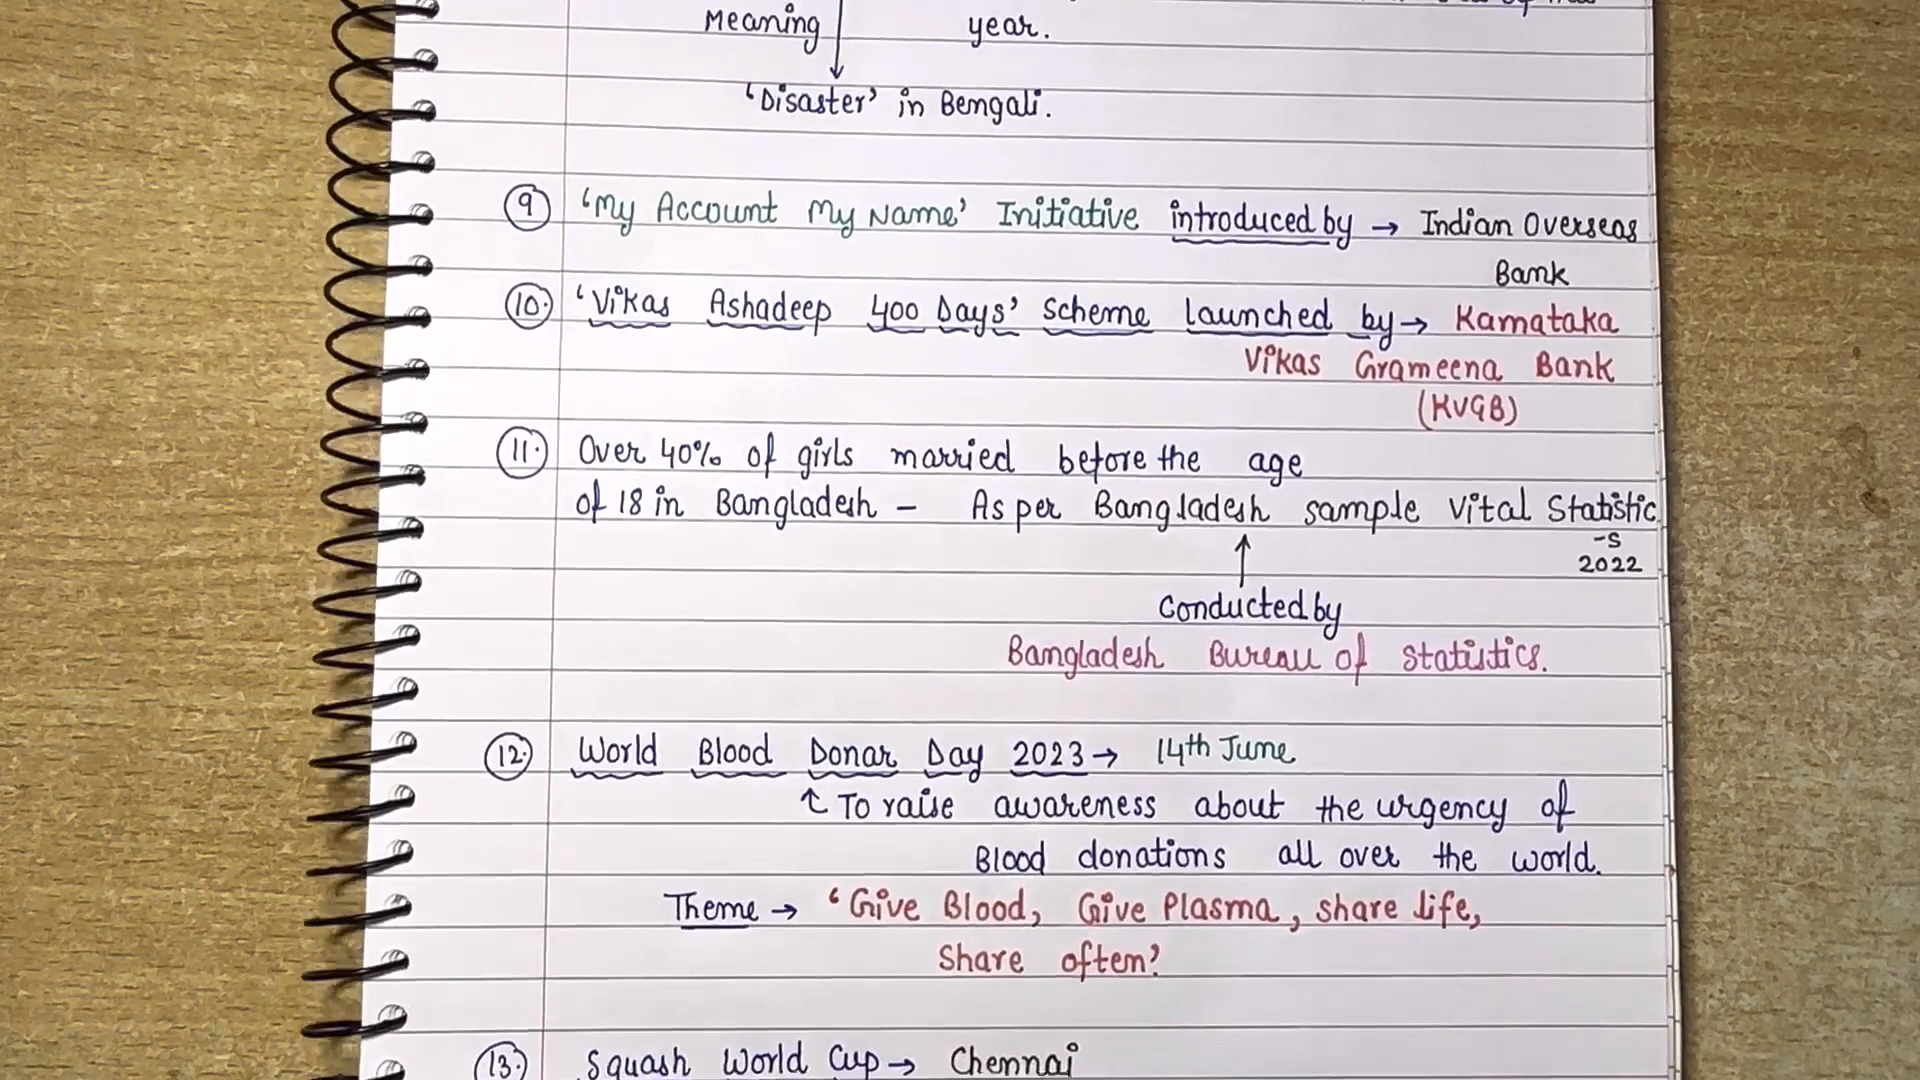 Meaning year.
'Disaster' in Bengali.
9 'My Account My Name' Initiative introduced by → Indian Overseas
Bank
10. 'Vikas Ashadeep 400 Days' Scheme launched by → Karnataka
Vikas Grameena Bank
(KVGB)
11. Over 40% of girls married before the age
of 18 in Bangladesh - As per Bangladesh sample Vital Statistic
-s
2022
↑
Conducted by
Bangladesh Bureau of Statistics.
12. World Blood Donar Day 2023 → 14th June
↑ To raise awareness about the urgency of
Blood donations all over the world.
Theme → 'Give Blood, Give Plasma, share life,
Share often'
13. Squash World Cup → Chennai